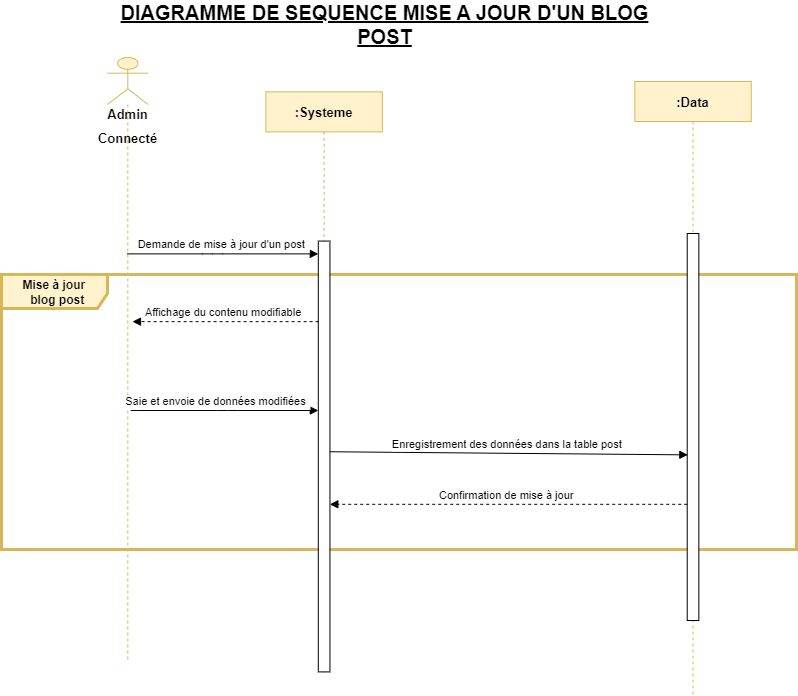 DIAGRAMME DE SEQUENCE MISE A JOUR D'UN BLOG
POST
Admin
Connecté
:Systeme
:Data
Demande de mise à jour d'un post
Mise à jour
blog post
Affichage du contenu modifiable
Saie et envoie de données modifiées
Enregistrement des données dans la table post
Confirmation de mise à jour